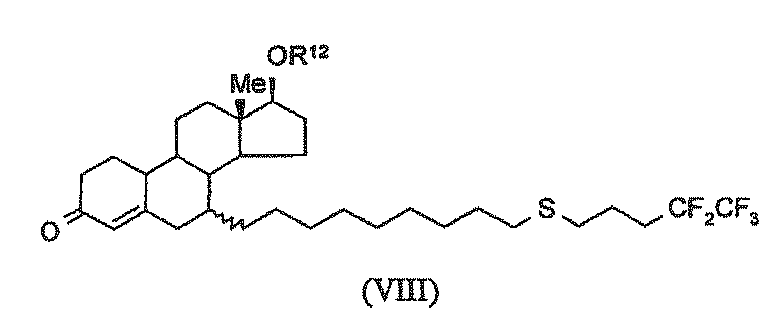 OR¹²
Me
S
CF₂CF₃
O
(VIII)